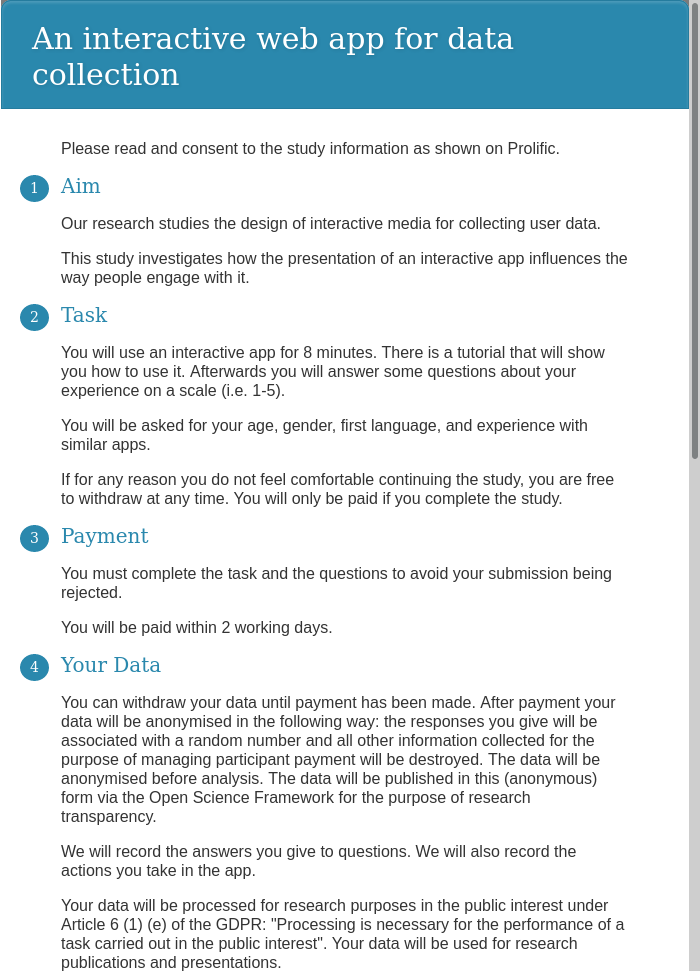 An interactive web app for data
collection
Please read and consent to the study information as shown on Prolific.
1 Aim
Our research studies the design of interactive media for collecting user data.
This study investigates how the presentation of an interactive app influences the
way people engage with it.
2 Task
You will use an interactive app for 8 minutes. There is a tutorial that will show
you how to use it. Afterwards you will answer some questions about your
experience on a scale (i.e. 1-5).
You will be asked for your age, gender, first language, and experience with
similar apps.
If for any reason you do not feel comfortable continuing the study, you are free
to withdraw at any time. You will only be paid if you complete the study.
3 Payment
You must complete the task and the questions to avoid your submission being
rejected.
You will be paid within 2 working days.
4 Your Data
You can withdraw your data until payment has been made. After payment your
data will be anonymised in the following way: the responses you give will be
associated with a random number and all other information collected for the
purpose of managing participant payment will be destroyed. The data will be
anonymised before analysis. The data will be published in this (anonymous)
form via the Open Science Framework for the purpose of research
transparency.
We will record the answers you give to questions. We will also record the
actions you take in the app.
Your data will be processed for research purposes in the public interest under
Article 6 (1) (e) of the GDPR: "Processing is necessary for the performance of a
task carried out in the public interest". Your data will be used for research
publications and presentations.